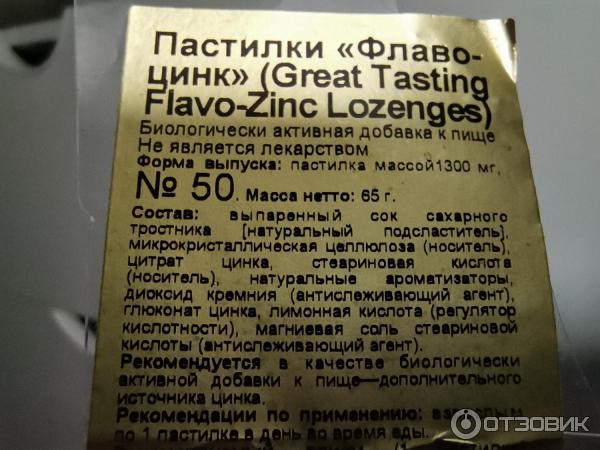 Пастилки «Флаво-
цинк» (Great Tasting
Flavo-Zinc Lozenges)
Биологически активная добавка к пище
Не является лекарством
Форма выпуска: пастилка массой1300 мг,
№ 50. Масса нетто: 65 г.
Состав: выпаренный сок сахарного
тростника [натуральный подсластитель],
микрокристаллическая целлюлоза (носитель),
цитрат цинка, стеариновая кислота
(носитель), натуральные ароматизаторы,
диоксид кремния (антислеживающий агент),
глюконат цинка, лимонная кислота (регулятор
кислотности), магниевая соль стеариновой
кислоты (антислеживающий агент).
Рекомендуется в качестве биологически
активной добавки к пище—дополнительного
источника цинка.
Рекомендации по применению: взрослым
по 1 пастилке в день во время еды.
ОТЗОВИК